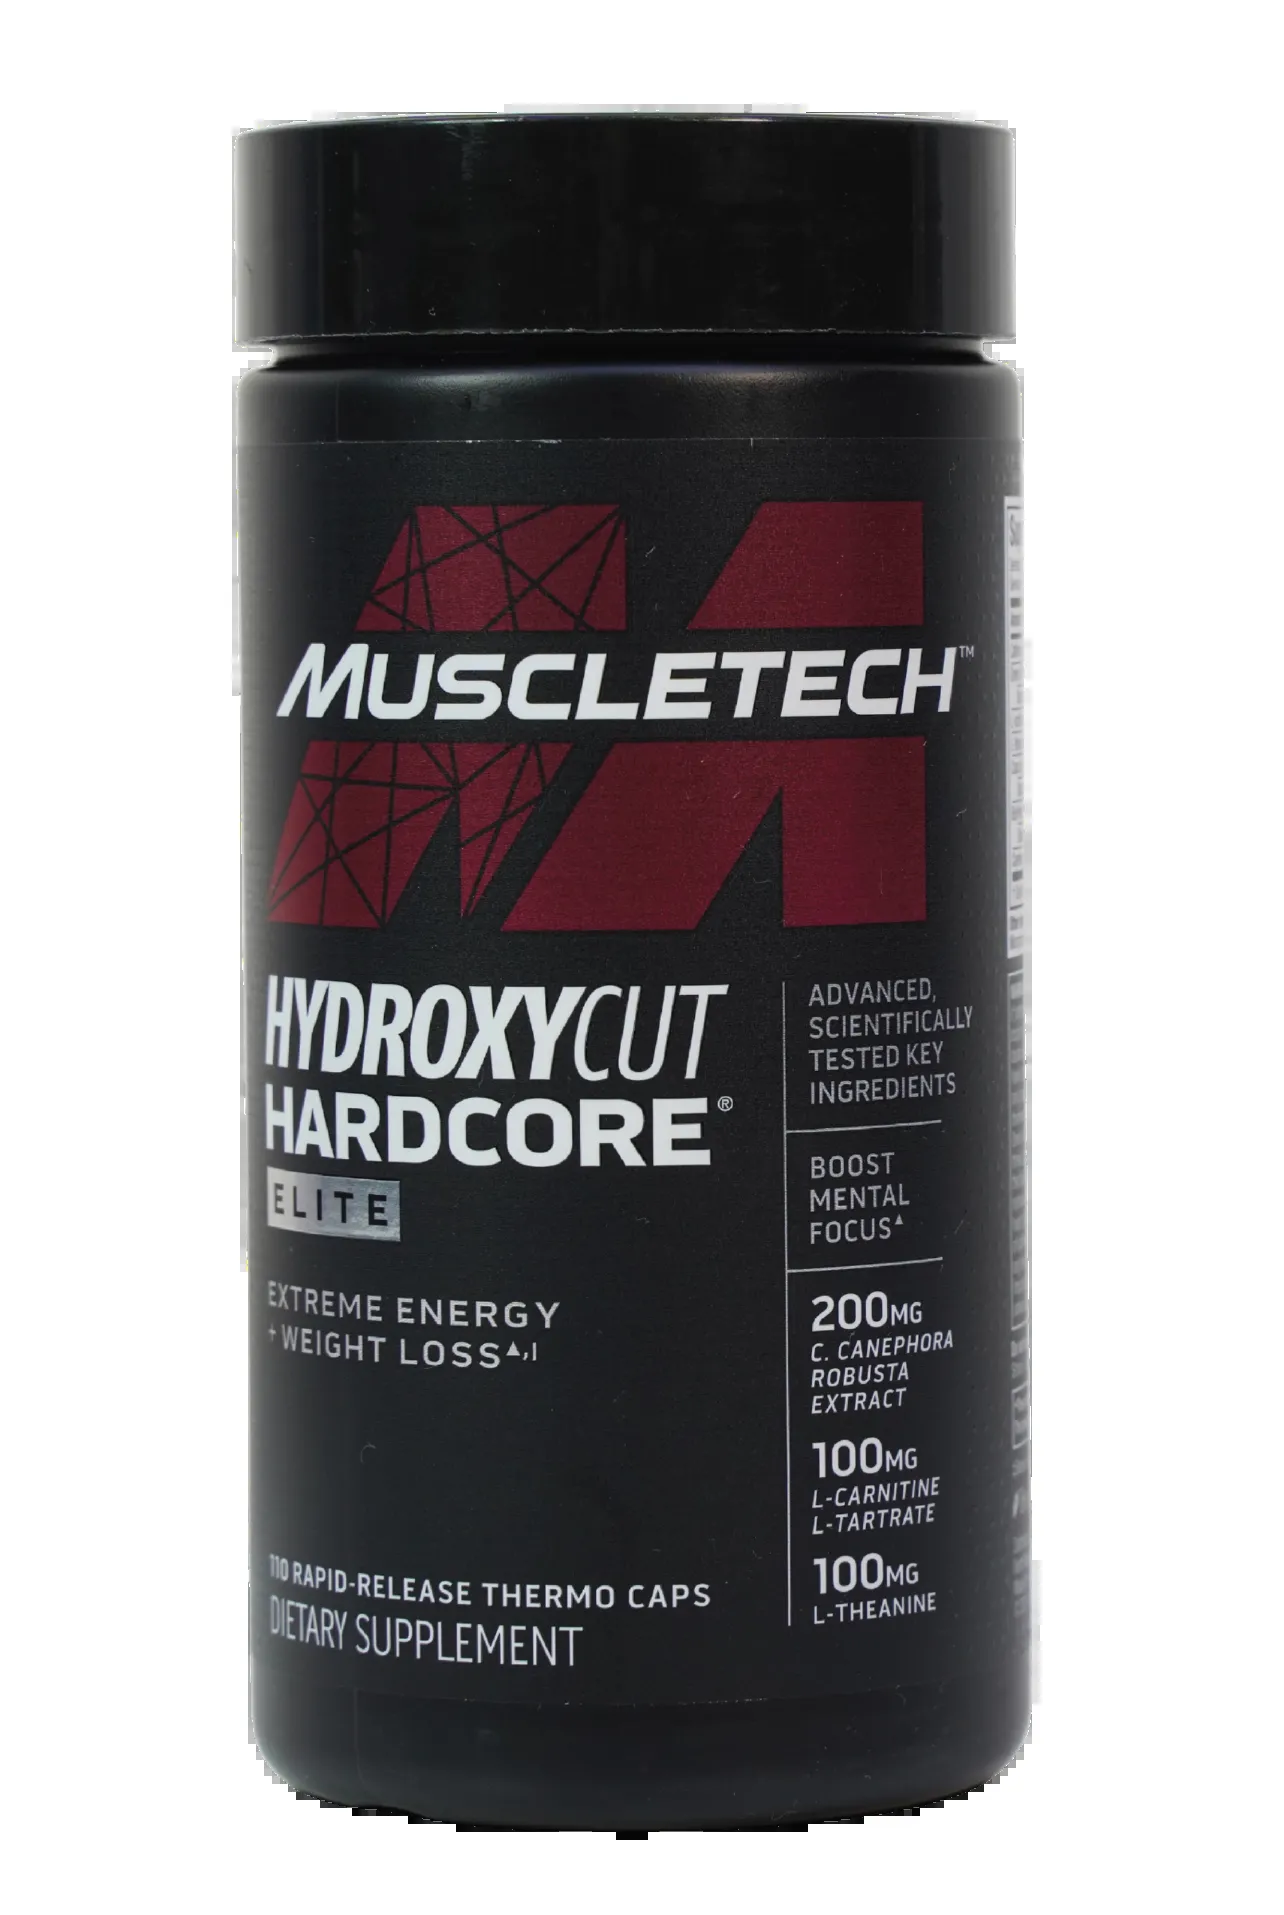 MUSCLETECH™
HYDROXYCUT
HARDCORE®
ELITE
EXTREME ENERGY
+ WEIGHT LOSS▲,I
110 RAPID-RELEASE THERMO CAPS
DIETARY SUPPLEMENT
ADVANCED,
SCIENTIFICALLY
TESTED KEY
INGREDIENTS
BOOST
MENTAL
FOCUS▲
200MG
C. CANEPHORA
ROBUSTA
EXTRACT
100MG
L-CARNITINE
L-TARTRATE
100MG
L-THEANINE